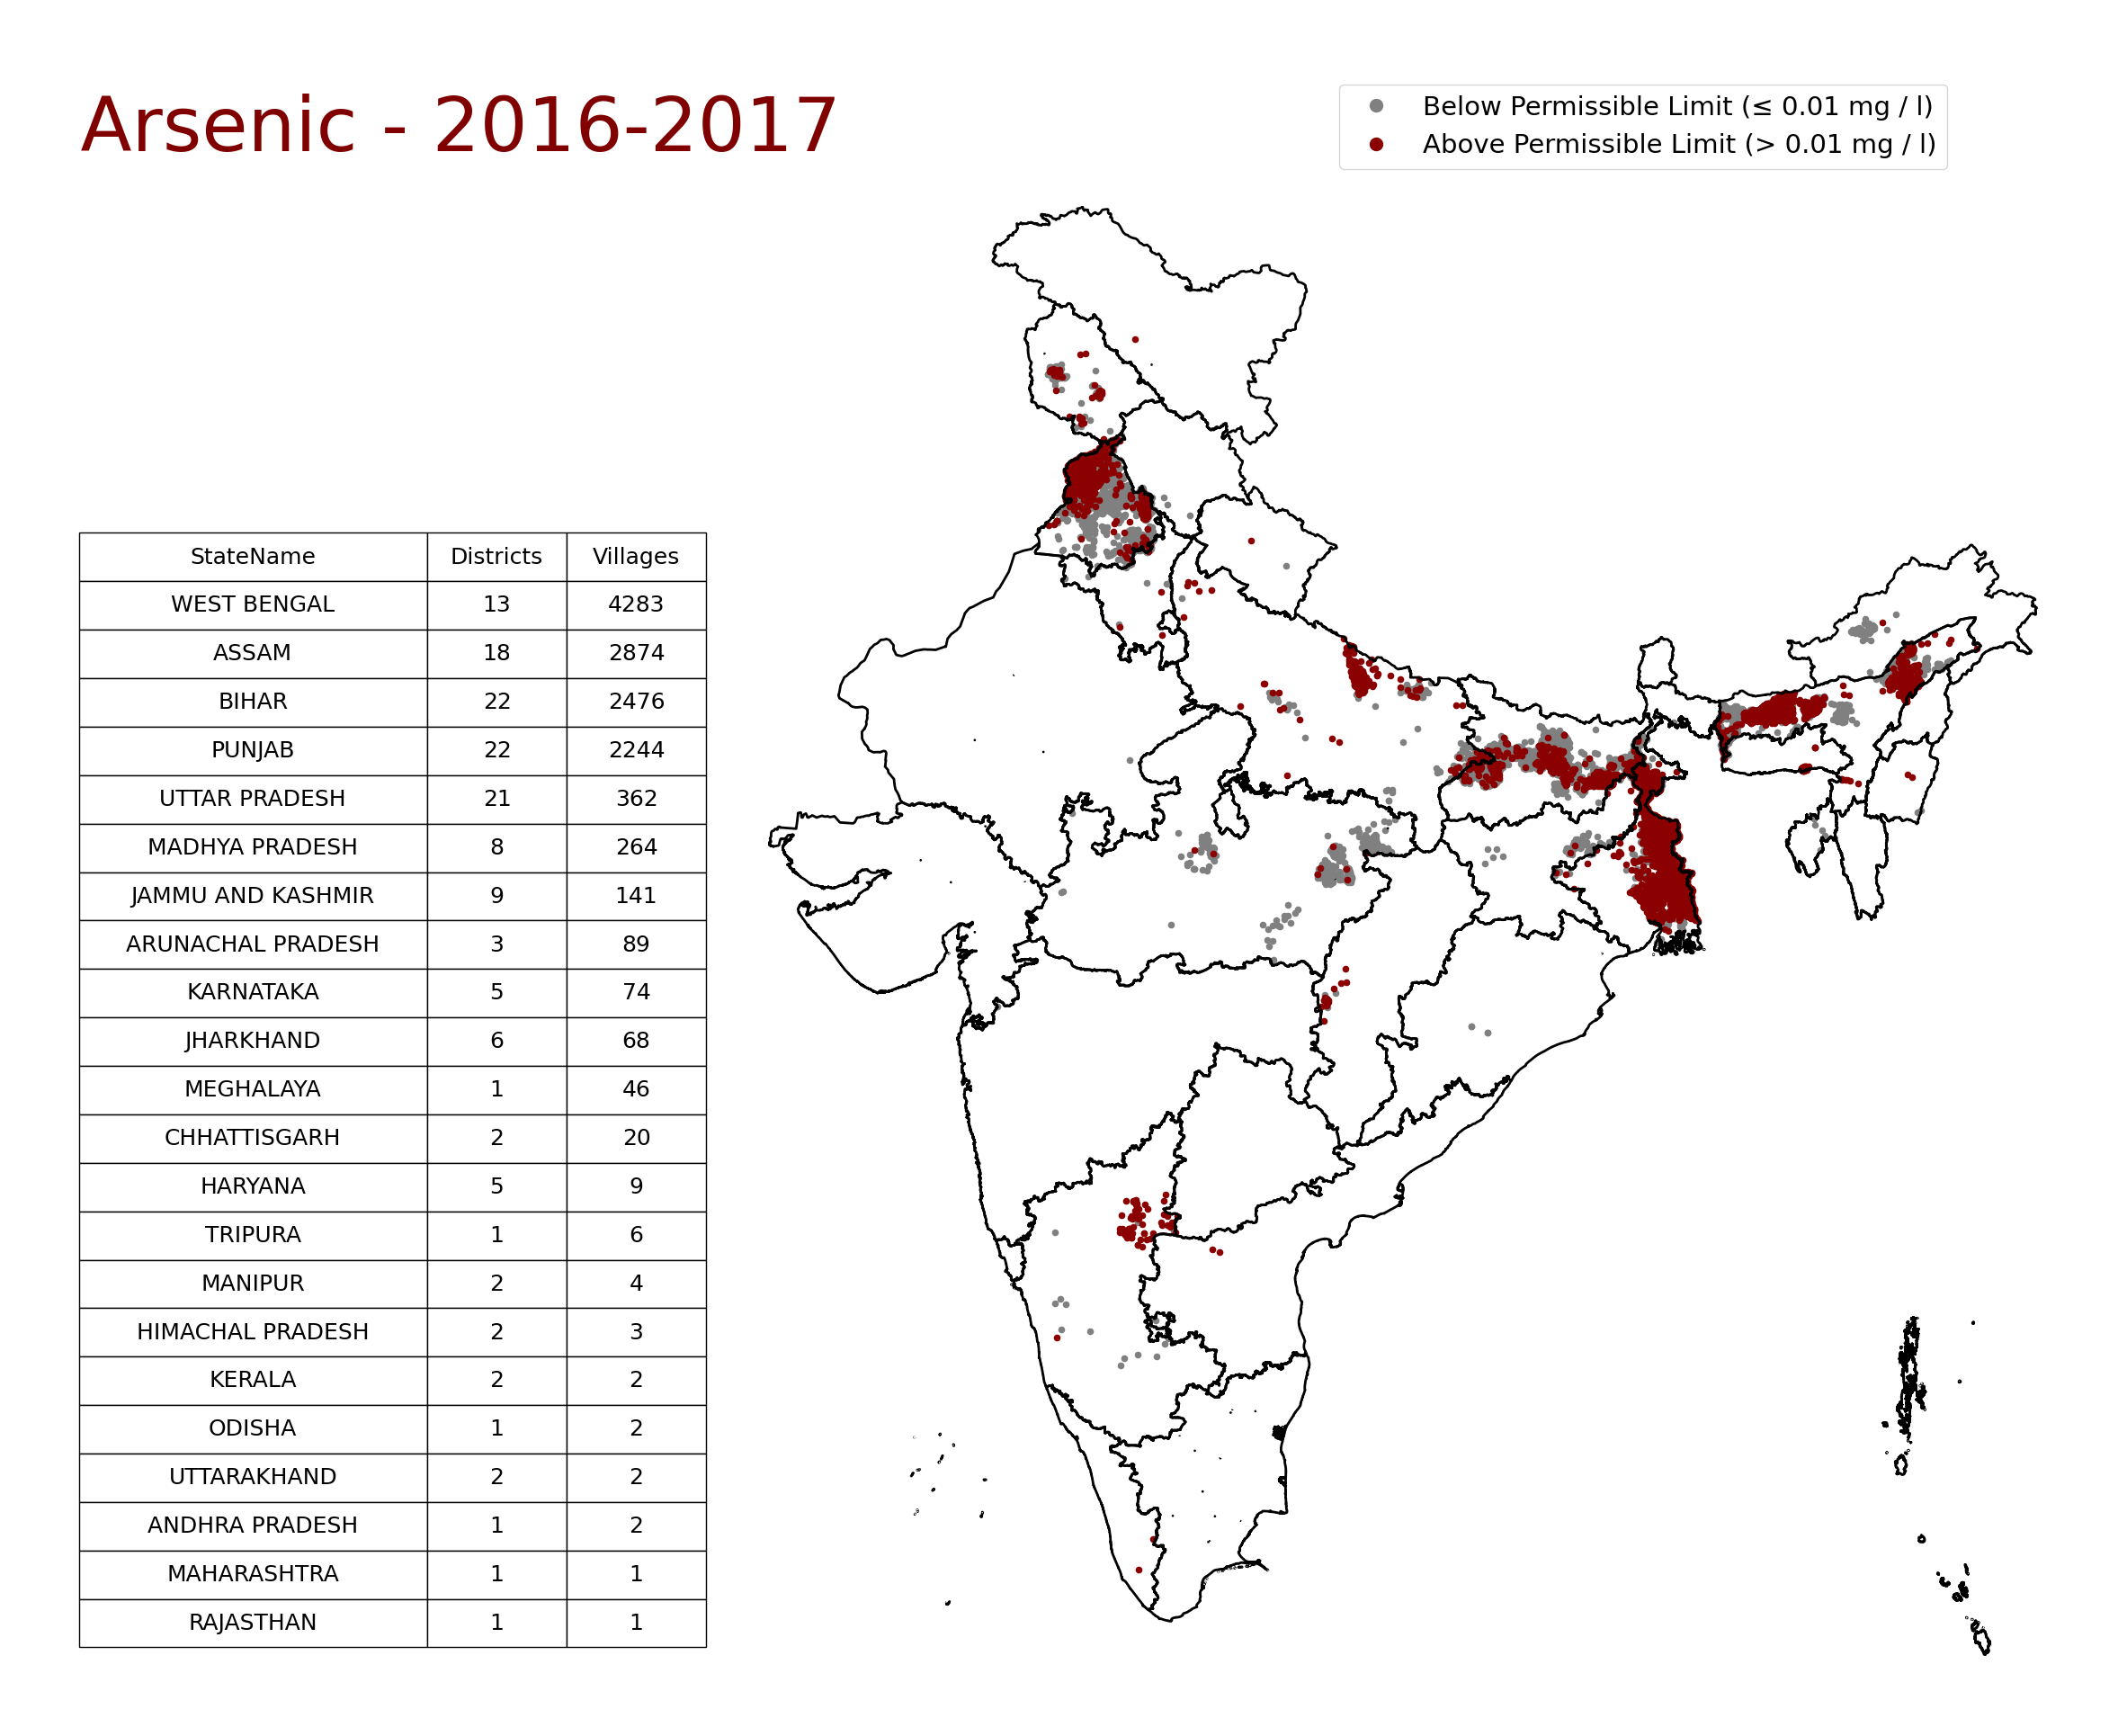 Arsenic - 2016-2017
Below Permissible Limit (≤ 0.01 mg / l)
Above Permissible Limit (> 0.01 mg / l)
StateName Districts Villages
WEST BENGAL 13 4283
ASSAM 18 2874
BIHAR 22 2476
PUNJAB 22 2244
UTTAR PRADESH 21 362
MADHYA PRADESH 8 264
JAMMU AND KASHMIR 9 141
ARUNACHAL PRADESH 3 89
KARNATAKA 5 74
JHARKHAND 6 68
MEGHALAYA 1 46
CHHATTISGARH 2 20
HARYANA 5 9
TRIPURA 1 6
MANIPUR 2 4
HIMACHAL PRADESH 2 3
KERALA 2 2
ODISHA 1 2
UTTARAKHAND 2 2
ANDHRA PRADESH 1 2
MAHARASHTRA 1 1
RAJASTHAN 1 1